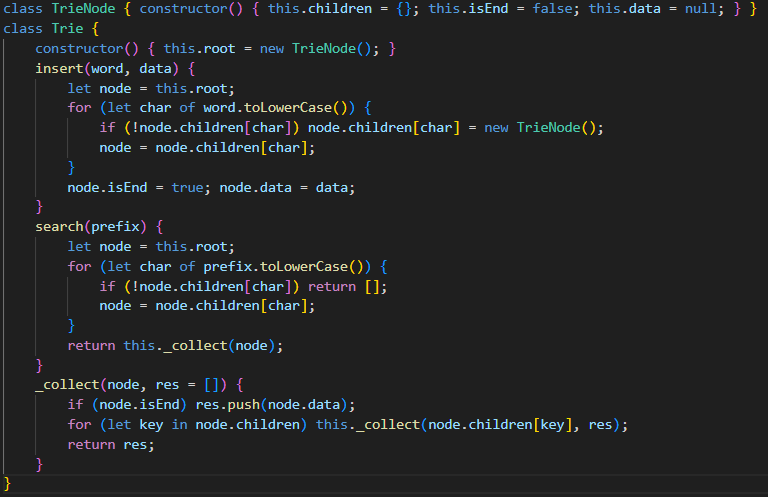 class TrieNode { constructor() { this.children = {}; this.isEnd = false; this.data = null; } }
class Trie {
    constructor() { this.root = new TrieNode(); }
    insert(word, data) {
        let node = this.root;
        for (let char of word.toLowerCase()) {
            if (!node.children[char]) node.children[char] = new TrieNode();
            node = node.children[char];
        }
        node.isEnd = true; node.data = data;
    }
    search(prefix) {
        let node = this.root;
        for (let char of prefix.toLowerCase()) {
            if (!node.children[char]) return [];
            node = node.children[char];
        }
        return this._collect(node);
    }
    _collect(node, res = []) {
        if (node.isEnd) res.push(node.data);
        for (let key in node.children) this._collect(node.children[key], res);
        return res;
    }
}